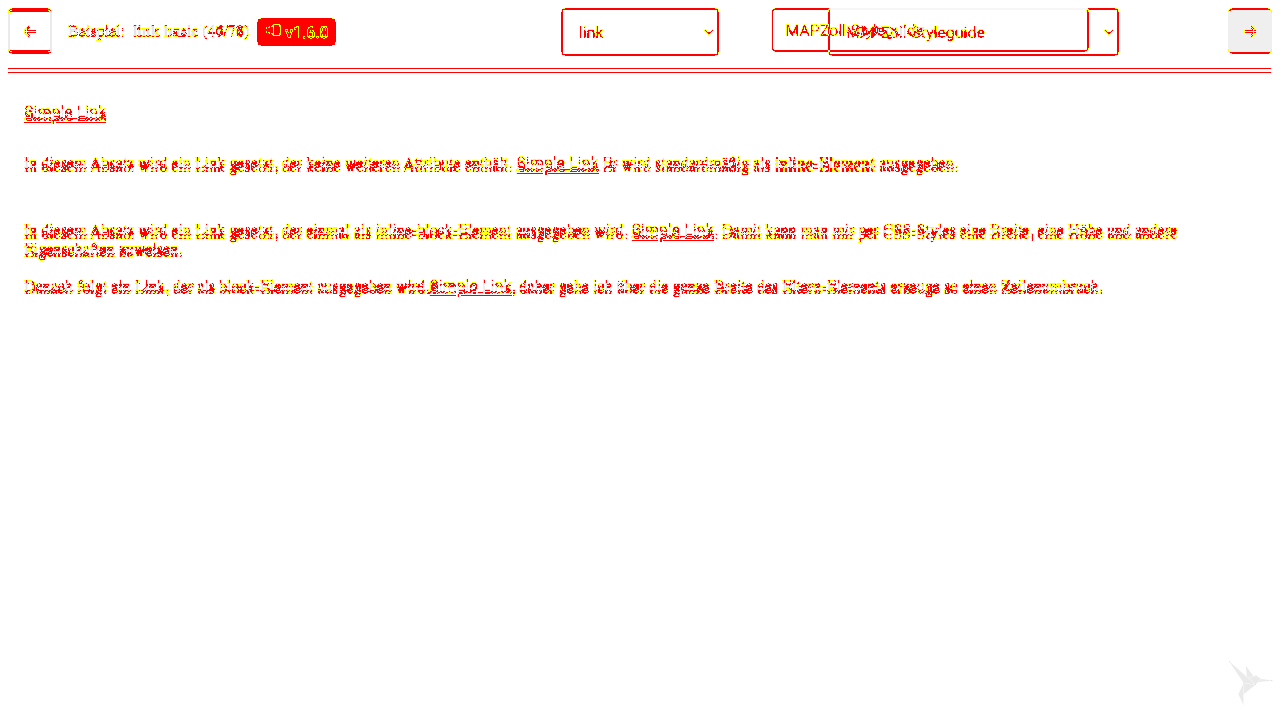 Beispiel: link basic (40/78) v1.6.0 link MAPZoll Styleguide
Simple Link
In diesem Absatz wird ein Link gesetzt, der keine weiteren Attribute enthält. Simple Link Er wird standardmäßig als inline-Element ausgegeben.
In diesem Absatz wird ein Link gesetzt, der einmal als inline-block-Element ausgegeben wird. Simple Link. Damit kann man mir per CSS-Styles eine Breite, eine Höhe und andere
Eigenschaften zuweisen.
Danach folgt ein Link, der als block-Element ausgegeben wird. Simple Link, daher gehe ich über die ganze Breite des Eltern-Elements erzeuge so einen Zeilenumbruch.